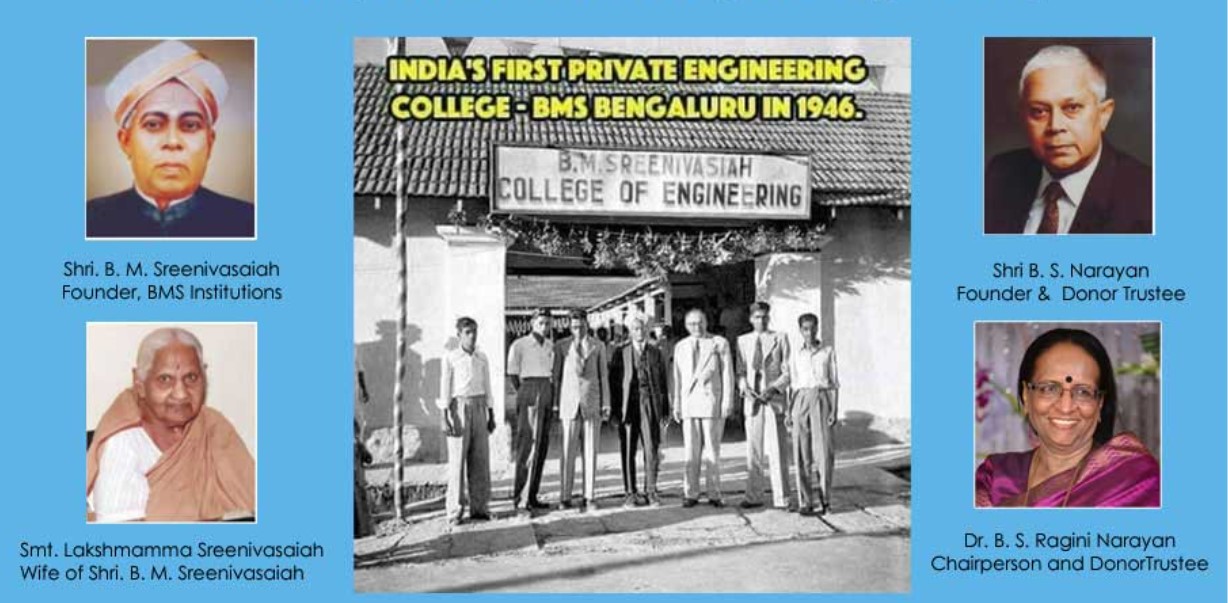 INDIA'S FIRST PRIVATE ENGINEERING
COLLEGE - BMS BENGALURU IN 1946.
B.M.SREENIVASIAH
COLLEGE OF ENGINEERING
Shri. B. M. Sreenivasaiah
Founder, BMS Institutions
Shri B. S. Narayan
Founder & Donor Trustee
Smt. Lakshmamma Sreenivasaiah
Wife of Shri. B. M. Sreenivasaiah
Dr. B. S. Ragini Narayan
Chairperson and DonorTrustee